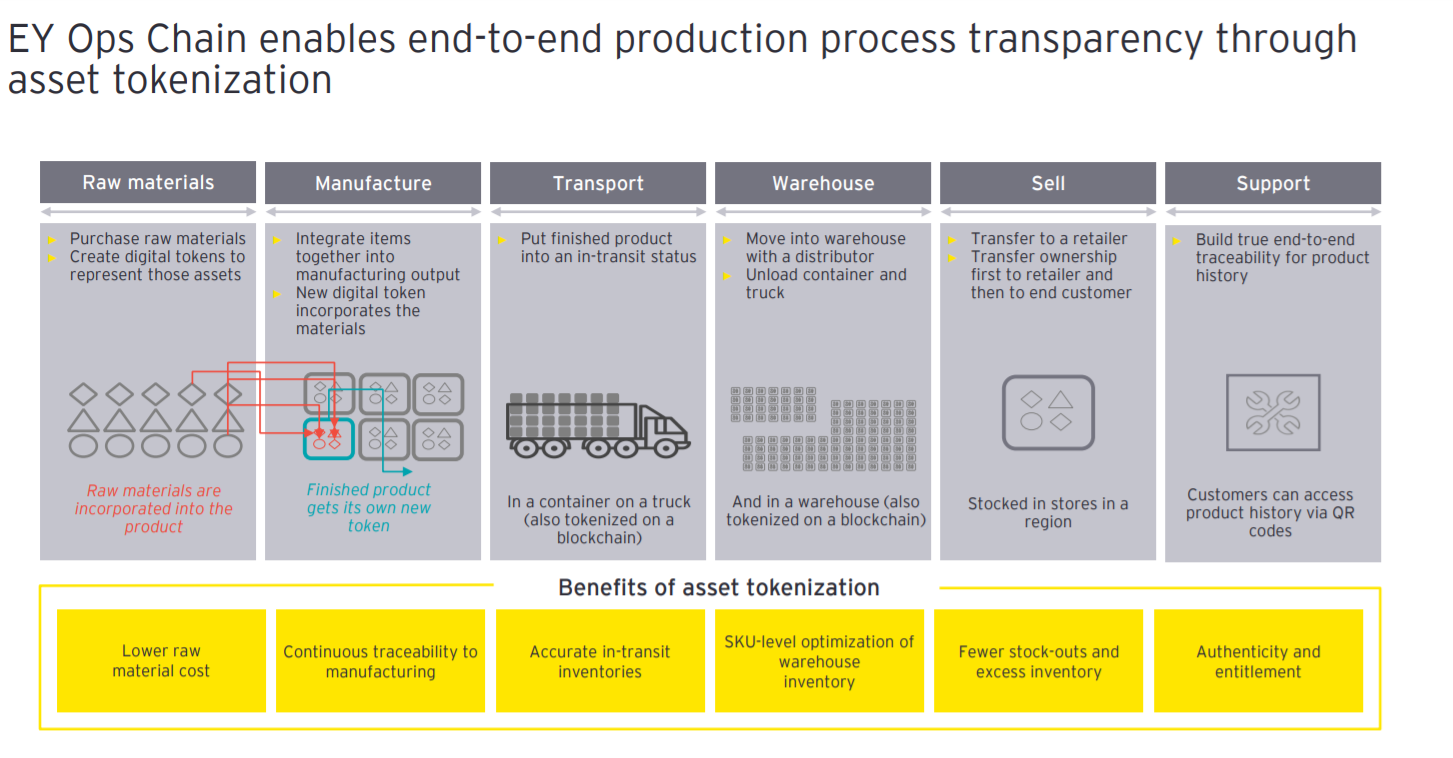 EY Ops Chain enables end-to-end production process transparency through
asset tokenization
Raw materials
Manufacture
Transport
Warehouse
Sell
Support
Purchase raw materials
Create digital tokens to
represent those assets
Integrate items
together into
manufacturing output
New digital token
incorporates the
materials
Put finished product
into an in-transit status
Move into warehouse
with a distributor
Unload container and
truck
Transfer to a retailer
Transfer ownership
first to retailer and
then to end customer
Build true end-to-end
traceability for product
history
Raw materials are
incorporated into the
product
Finished product
gets its own new
token
In a container on a truck
(also tokenized on a
blockchain)
And in a warehouse (also
tokenized on a blockchain)
Stocked in stores in a
region
Customers can access
product history via QR
codes
Benefits of asset tokenization
Lower raw
material cost
Continuous traceability to
manufacturing
Accurate in-transit
inventories
SKU-level optimization of
warehouse
inventory
Fewer stock-outs and
excess inventory
Authenticity and
entitlement